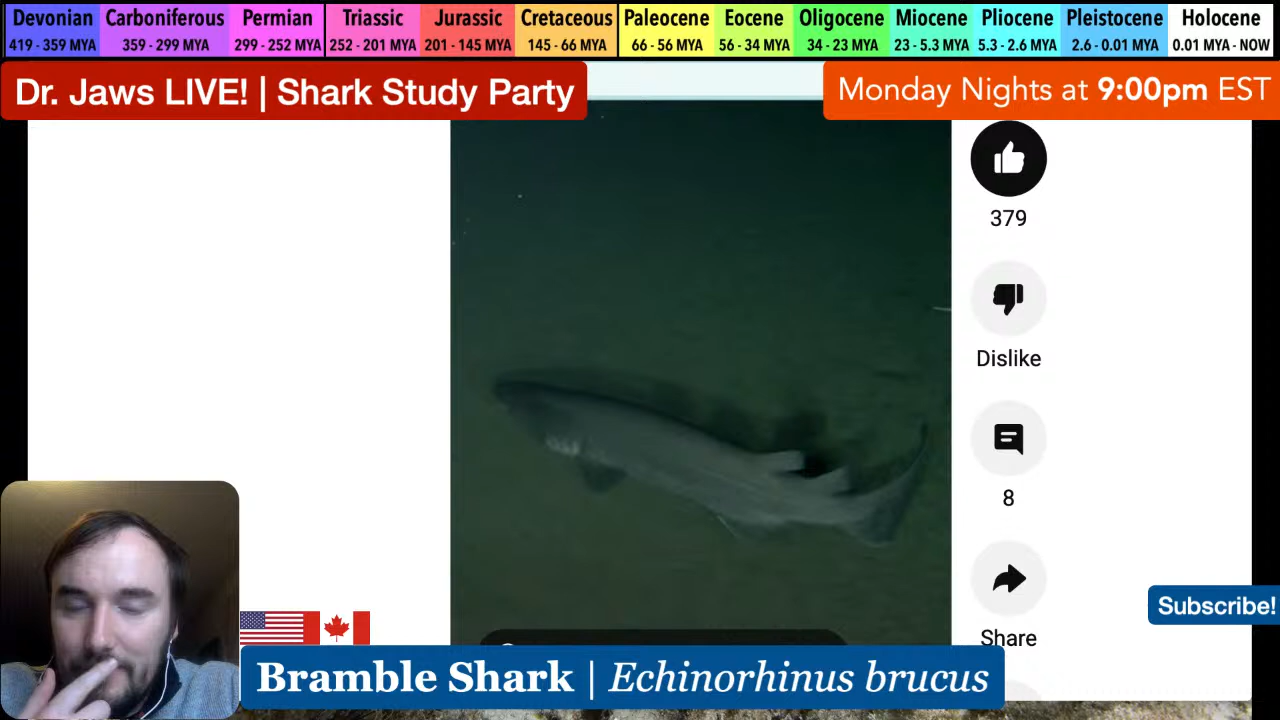 Devonian Carboniferous Permian Triassic Jurassic Cretaceous Paleocene Eocene Oligocene Miocene Pliocene Pleistocene Holocene
419 - 359 MYA 359 - 299 MYA 299 - 252 MYA 252 - 201 MYA 201 - 145 MYA 145 - 66 MYA 66 - 56 MYA 56 - 34 MYA 34 - 23 MYA 23 - 5.3 MYA 5.3 - 2.6 MYA 2.6 - 0.01 MYA 0.01 MYA - NOW
Dr. Jaws LIVE! | Shark Study Party
Monday Nights at 9:00pm EST
379
Dislike
8
Share
Subscribe!
Bramble Shark | Echinorhinus brucus